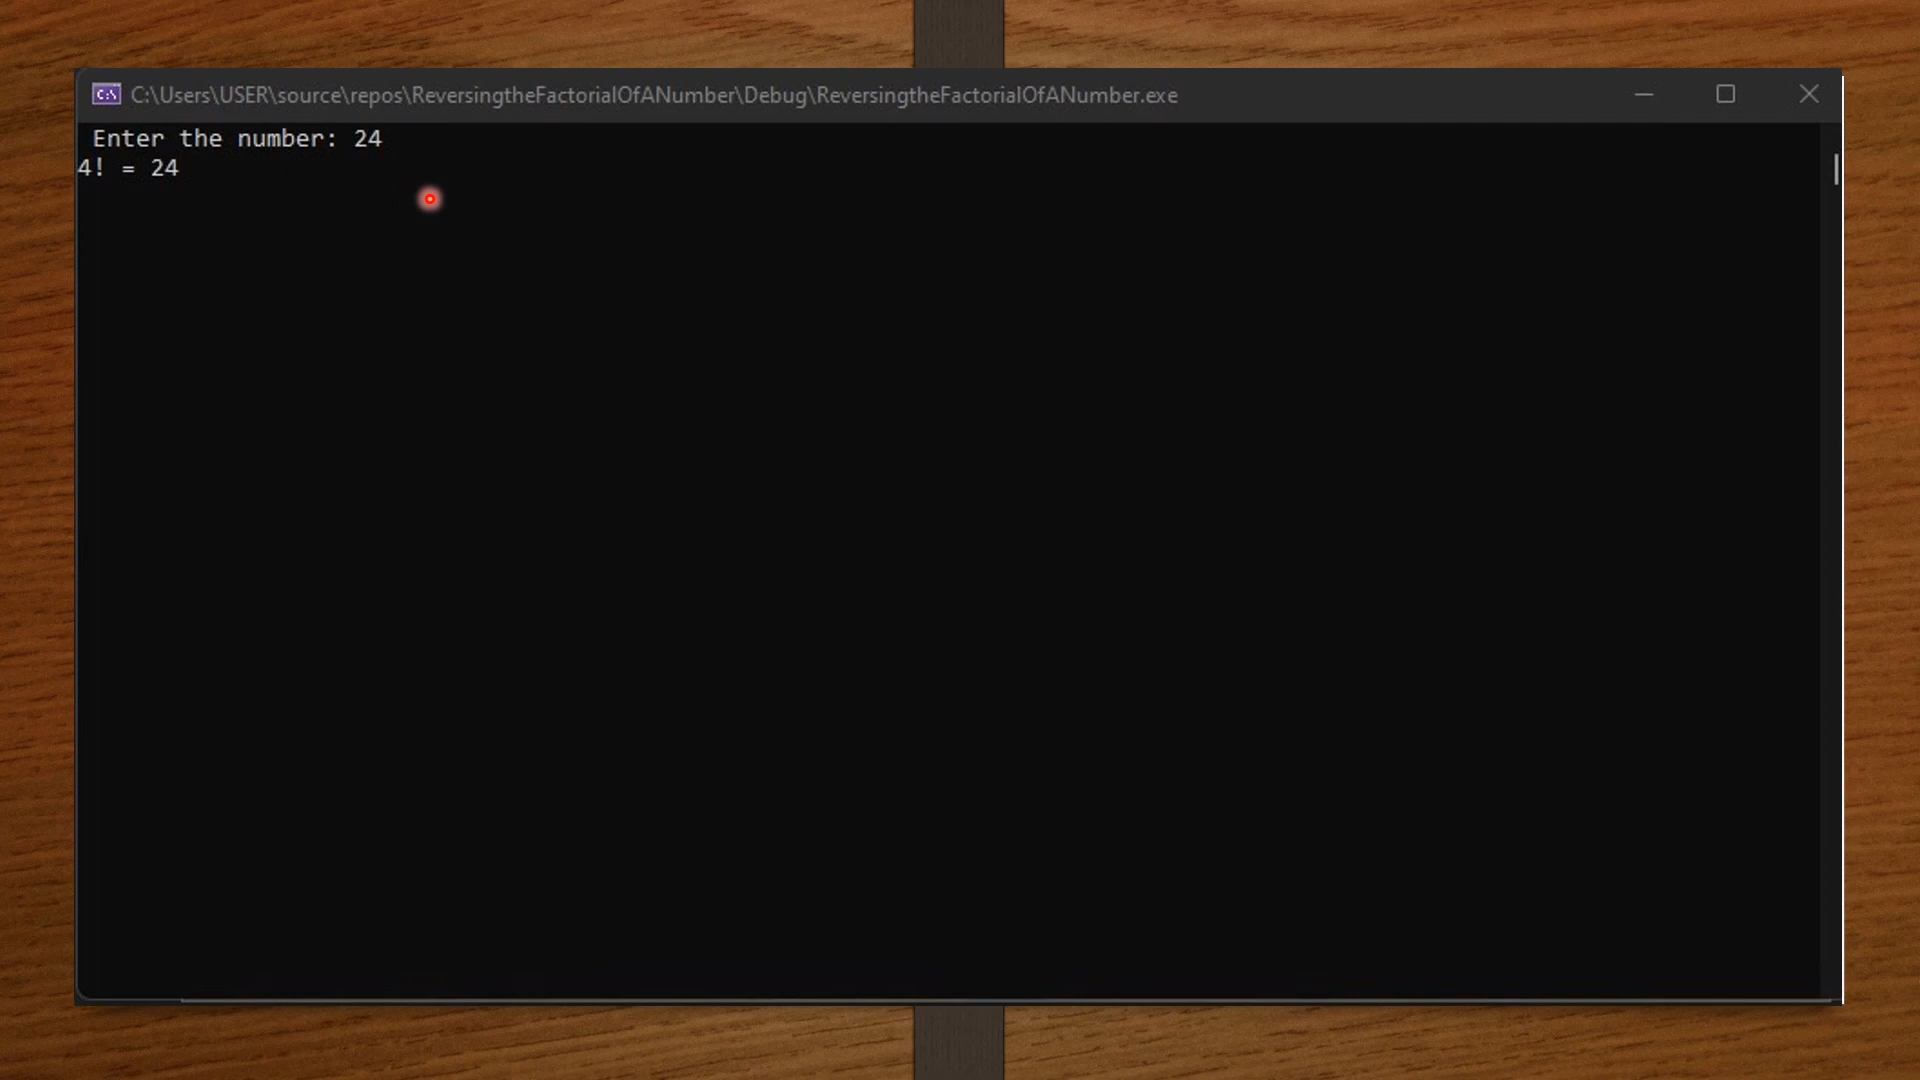 C:\Users\USER\source\repos\ReversingtheFactorialOfANumber\Debug\ReversingtheFactorialOfANumber.exe
Enter the number: 24
4! = 24